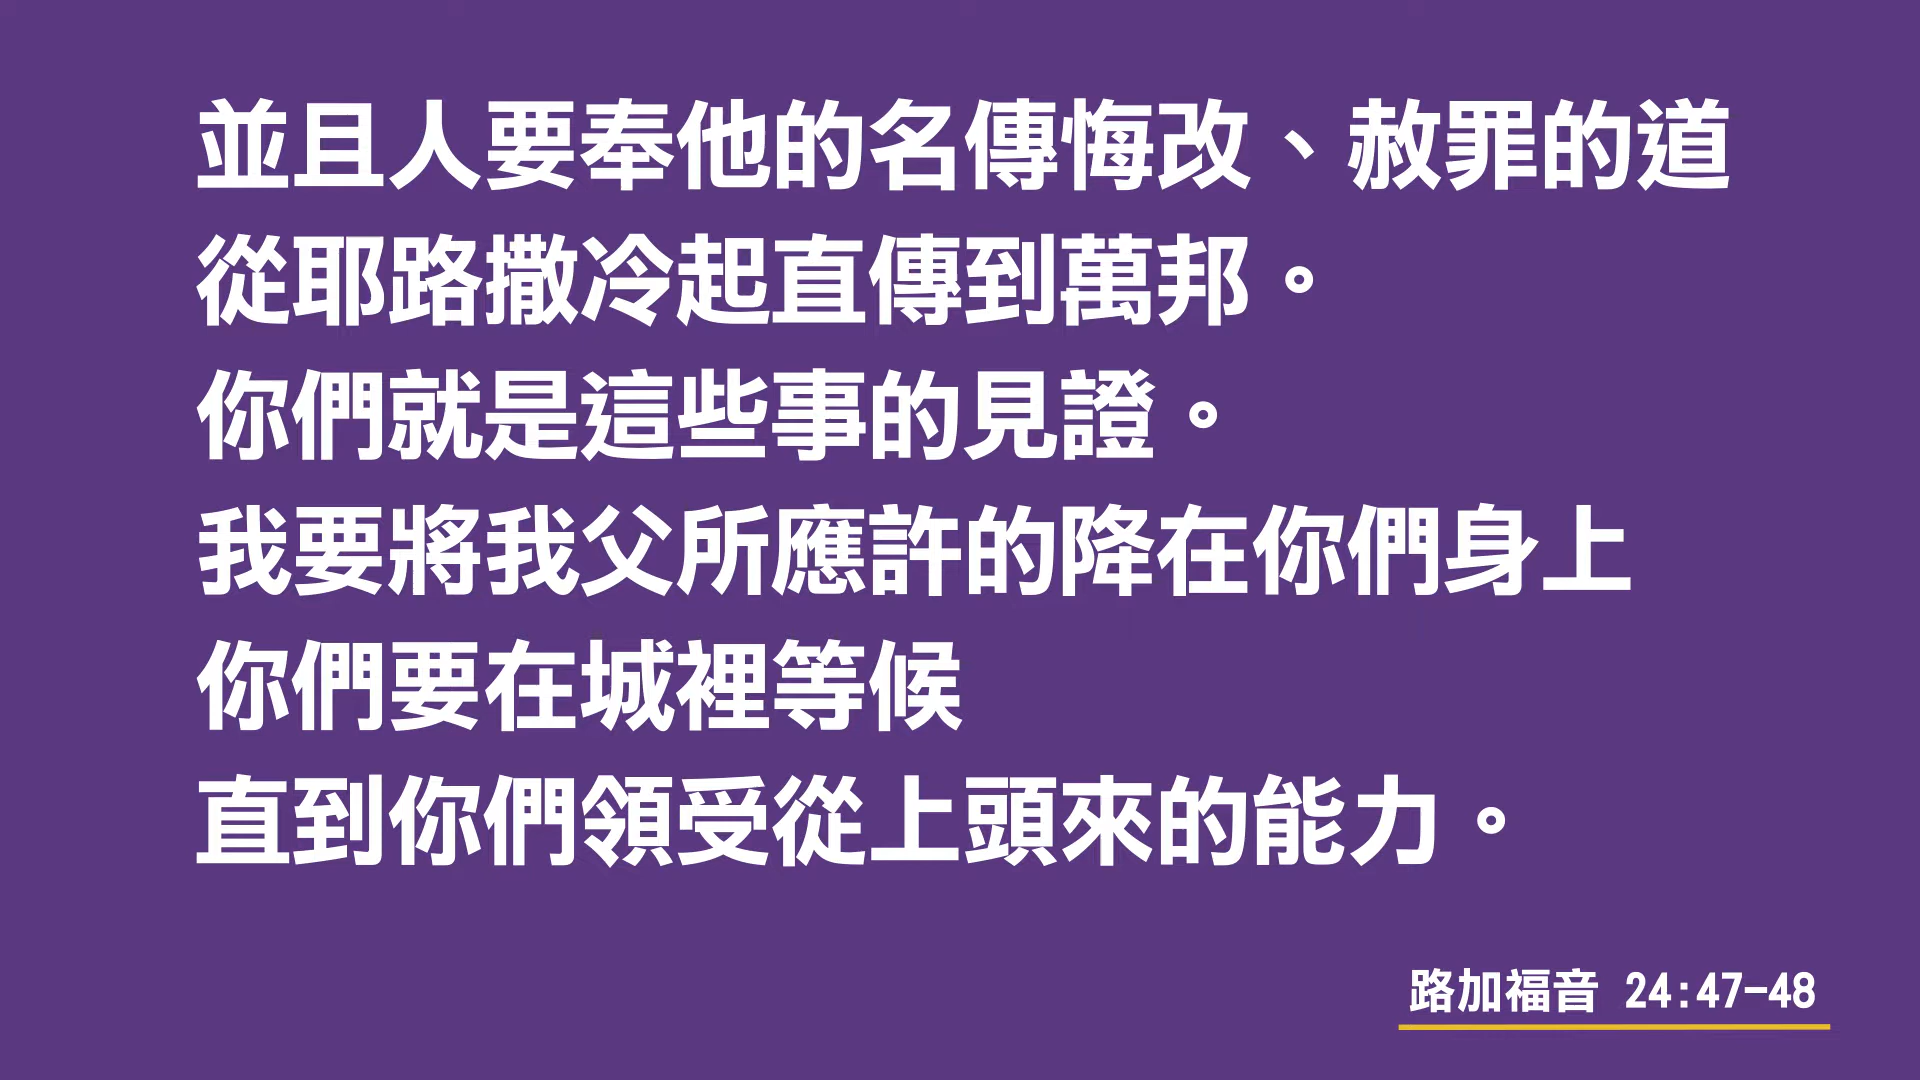 並且人要奉他的名傳悔改、赦罪的道
從耶路撒冷起直傳到萬邦。
你們就是這些事的見證。
我要將我父所應許的降在你們身上
你們要在城裡等候
直到你們領受從上頭來的能力。
路加福音 24:47-48